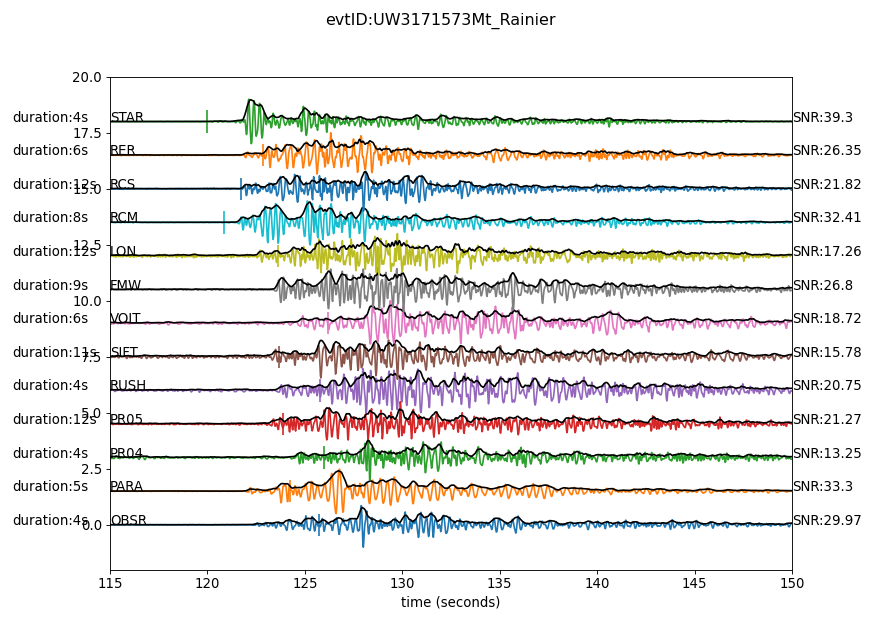 evtID:UW3171573Mt_Rainier
20.0
duration:4s STAR SNR:39.3
17.5
duration:6s RER SNR:26.35
duration:12s RCS SNR:21.82
15.0
duration:8s RCM SNR:32.41
12.5
duration:12s LON SNR:17.26
duration:9s FMW SNR:26.8
10.0
duration:6s VOIT SNR:18.72
duration:11s SIFT SNR:15.78
7.5
duration:4s RUSH SNR:20.75
5.0
duration:12s PR05 SNR:21.27
duration:4s PR04 SNR:13.25
2.5
duration:5s PARA SNR:33.3
duration:4s OBSR SNR:29.97
0.0
115 120 125 130 135 140 145 150
time (seconds)